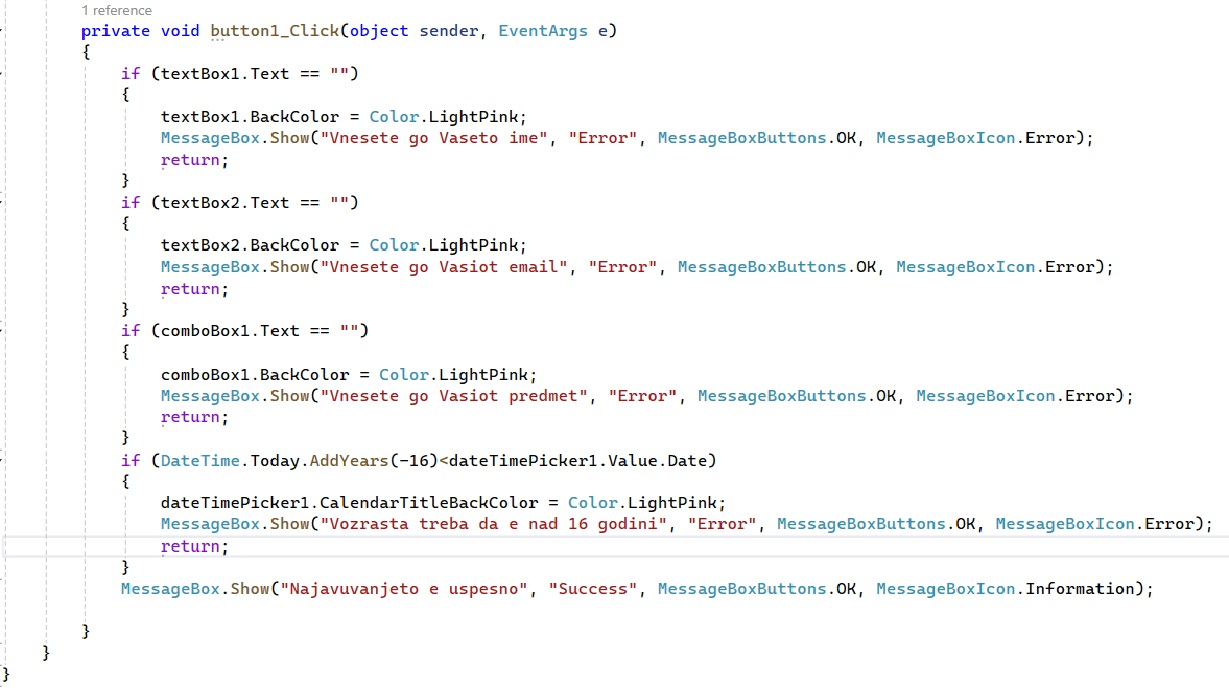 1 reference
private void button1_Click(object sender, EventArgs e)
{
if (textBox1.Text == "")
{
textBox1.BackColor = Color.LightPink;
MessageBox.Show("Vnesete go Vaseto ime", "Error", MessageBoxButtons.OK, MessageBoxIcon.Error);
return;
}
if (textBox2.Text == "")
{
textBox2.BackColor = Color.LightPink;
MessageBox.Show("Vnesete go Vasiot email", "Error", MessageBoxButtons.OK, MessageBoxIcon.Error);
return;
}
if (comboBox1.Text == "")
{
comboBox1.BackColor = Color.LightPink;
MessageBox.Show("Vnesete go Vasiot predmet", "Error", MessageBoxButtons.OK, MessageBoxIcon.Error);
return;
}
if (DateTime.Today.AddYears(-16)<dateTimePicker1.Value.Date)
{
dateTimePicker1.CalendarTitleBackColor = Color.LightPink;
MessageBox.Show("Vozrasta treba da e nad 16 godini", "Error", MessageBoxButtons.OK, MessageBoxIcon.Error);
return;
}
MessageBox.Show("Najavuvanjeto e uspesno", "Success", MessageBoxButtons.OK, MessageBoxIcon.Information);
}
}
}